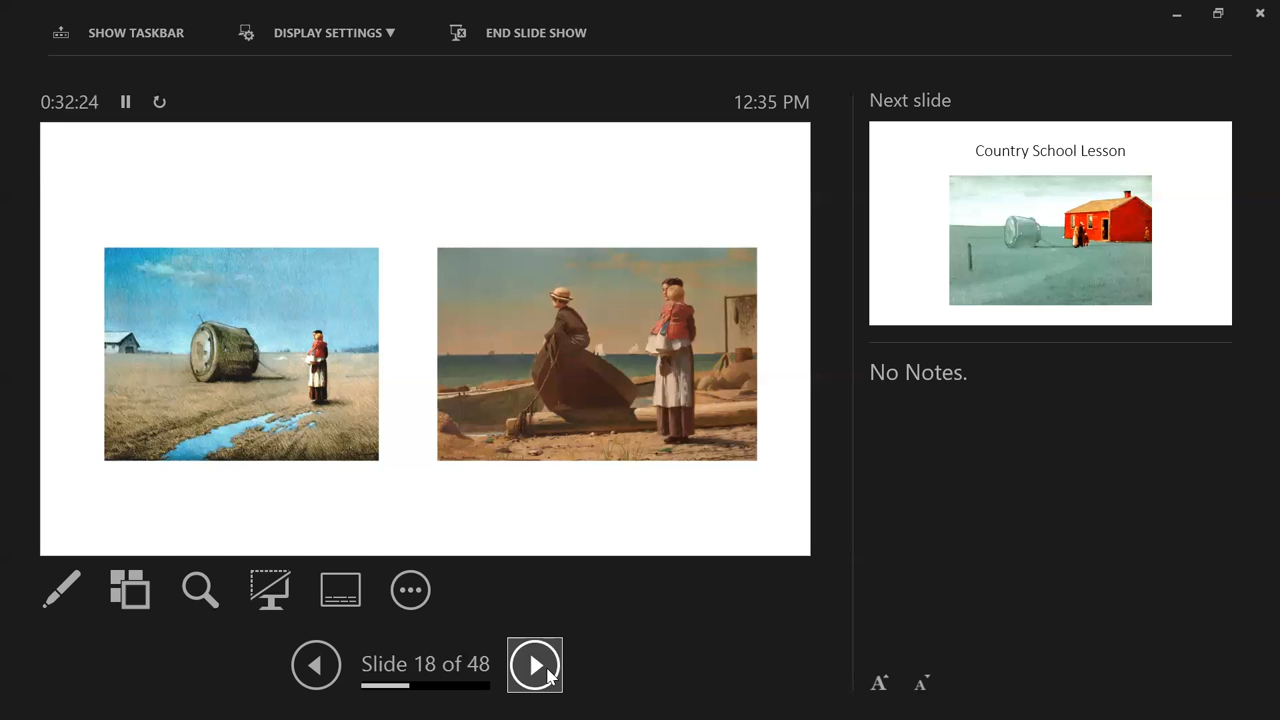 SHOW TASKBAR
DISPLAY SETTINGS ▼
END SLIDE SHOW
0:32:24
12:35 PM
Next slide
Country School Lesson
No Notes.
Slide 18 of 48
A A